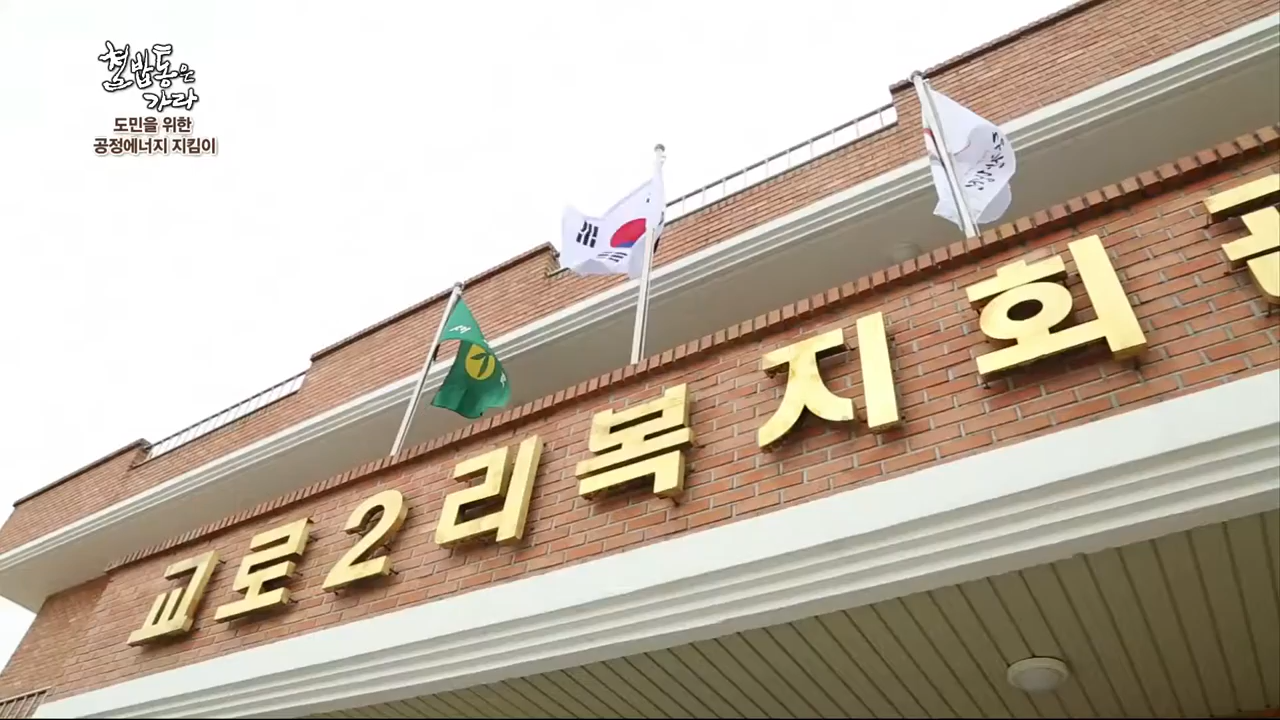 철밥통은
가라
도민을 위한
공정에너지 지킴이
교로2리복지회